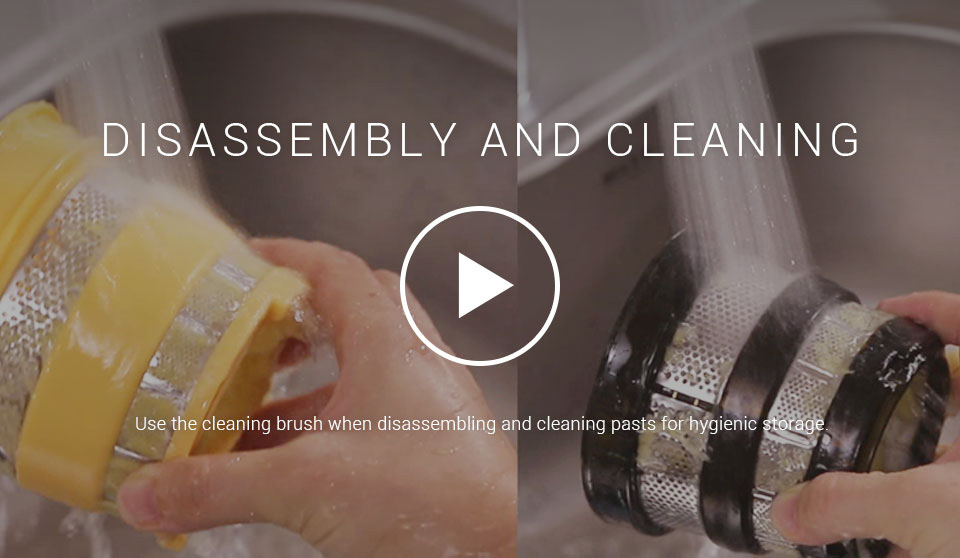 DISASSEMBLY AND CLEANING
Use the cleaning brush when disassembling and cleaning pasts for hygienic storage.